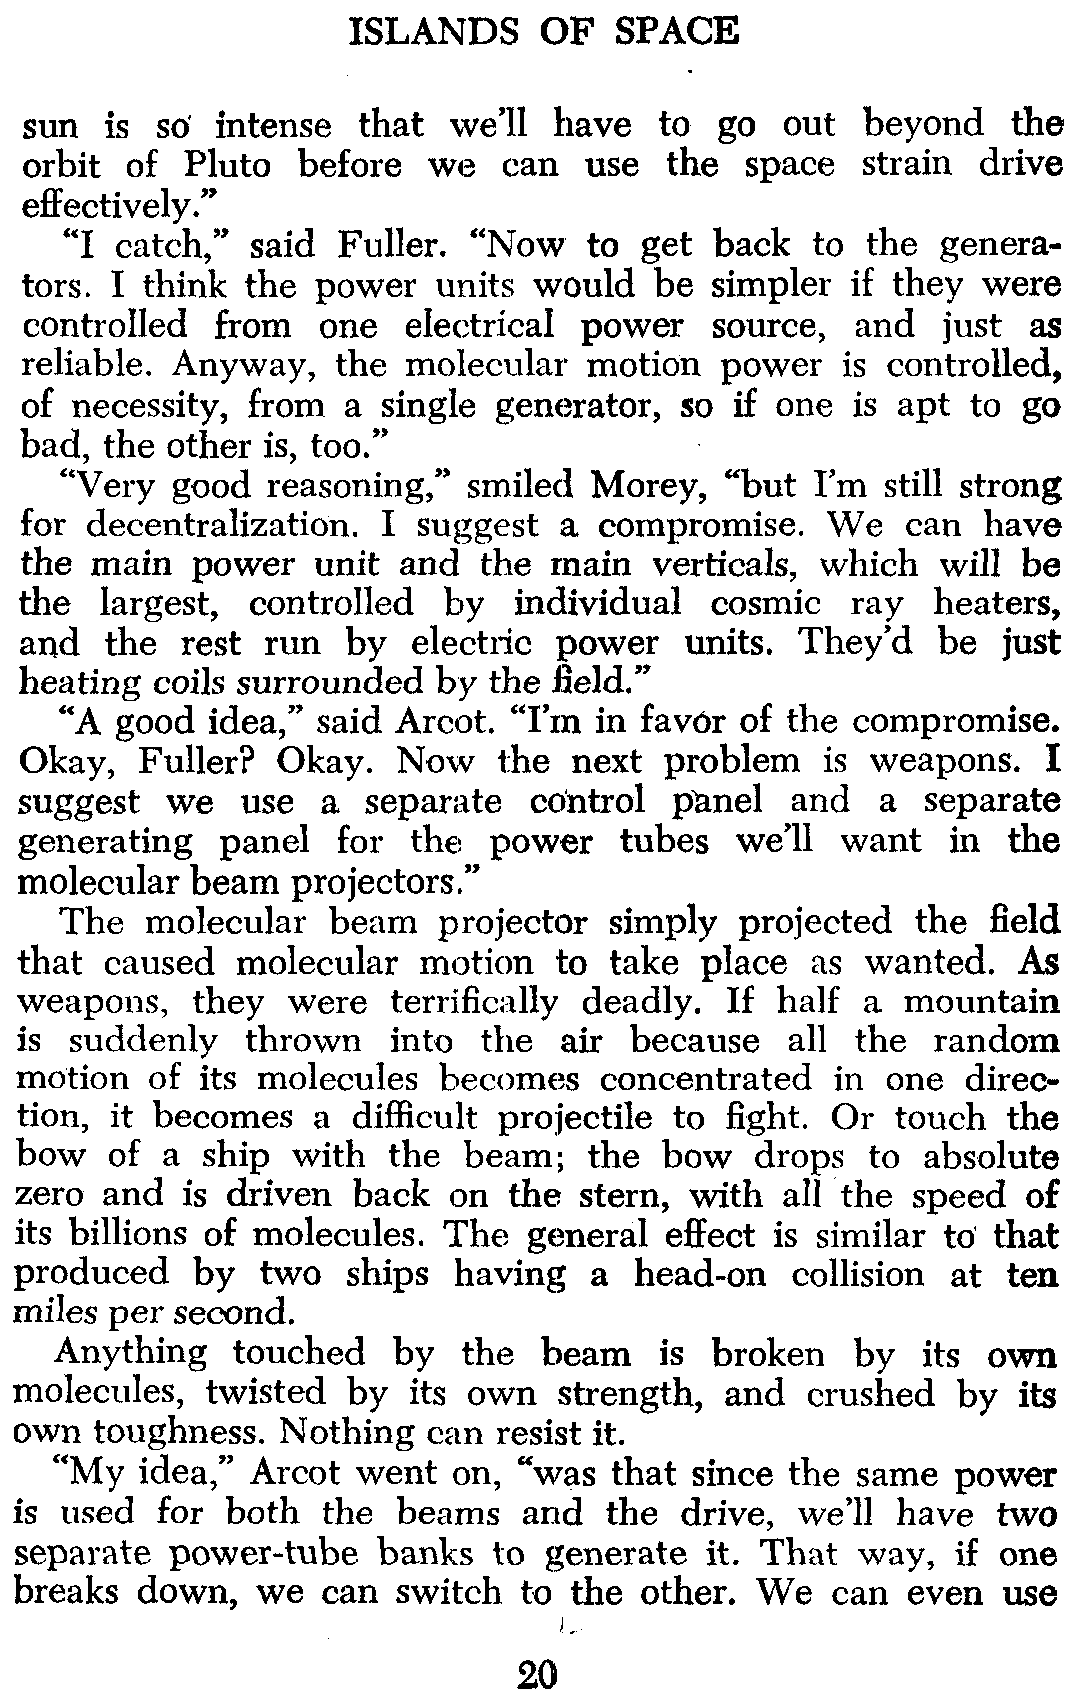 ISLANDS OF SPACE
sun is so intense that we'll have to go out beyond the
orbit of Pluto before we can use the space strain drive
effectively.”
“I catch,” said Fuller. “Now to get back to the genera-
tors. I think the power units would be simpler if they were
controlled from one electrical power source, and just as
reliable. Anyway, the molecular motion power is controlled,
of necessity, from a single generator, so if one is apt to go
bad, the other is, too.”
“Very good reasoning,” smiled Morey, “but I'm still strong
for decentralization. I suggest a compromise. We can have
the main power unit and the main verticals, which will be
the largest, controlled by individual cosmic ray heaters,
and the rest run by electric power units. They'd be just
heating coils surrounded by the field.”
“A good idea,” said Arcot. “I'm in favor of the compromise.
Okay, Fuller? Okay. Now the next problem is weapons. I
suggest we use a separate control panel and a separate
generating panel for the power tubes we'll want in the
molecular beam projectors.”
The molecular beam projector simply projected the field
that caused molecular motion to take place as wanted. As
weapons, they were terrifically deadly. If half a mountain
is suddenly thrown into the air because all the random
motion of its molecules becomes concentrated in one direc-
tion, it becomes a difficult projectile to fight. Or touch the
bow of a ship with the beam; the bow drops to absolute
zero and is driven back on the stern, with all the speed of
its billions of molecules. The general effect is similar to that
produced by two ships having a head-on collision at ten
miles per second.
Anything touched by the beam is broken by its own
molecules, twisted by its own strength, and crushed by its
own toughness. Nothing can resist it.
“My idea,” Arcot went on, “was that since the same power
is used for both the beams and the drive, we'll have two
separate power-tube banks to generate it. That way, if one
breaks down, we can switch to the other. We can even use
20